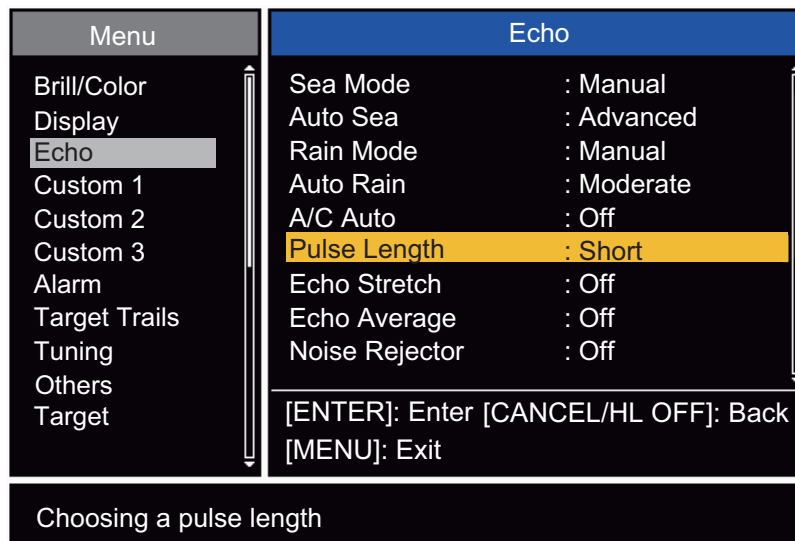 Menu
Brill/Color
Display
Echo
Custom 1
Custom 2
Custom 3
Alarm
Target Trails
Tuning
Others
Target
Echo
Sea Mode : Manual
Auto Sea : Advanced
Rain Mode : Manual
Auto Rain : Moderate
A/C Auto : Off
Pulse Length : Short
Echo Stretch : Off
Echo Average : Off
Noise Rejector : Off
[ENTER]: Enter [CANCEL/HL OFF]: Back
[MENU]: Exit
Choosing a pulse length